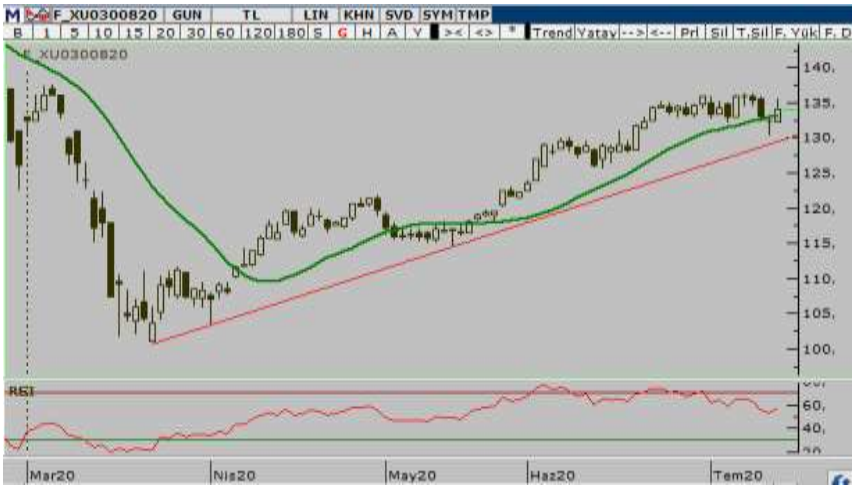 M F_XU0300820 GUN TL LIN KHN SVD SYM TMP
B 1 5 10 15 20 30 60 120 180 S G H A Y >< <> * Trend Yatay --> <-- Prl Sil T.Sil F. Yük F. D
F_XU0300820
140,
135,
130,
125,
120,
115,
110,
105,
100,
RSI
80,
60,
40,
20
Mar20 Nis20 May20 Haz20 Tem20